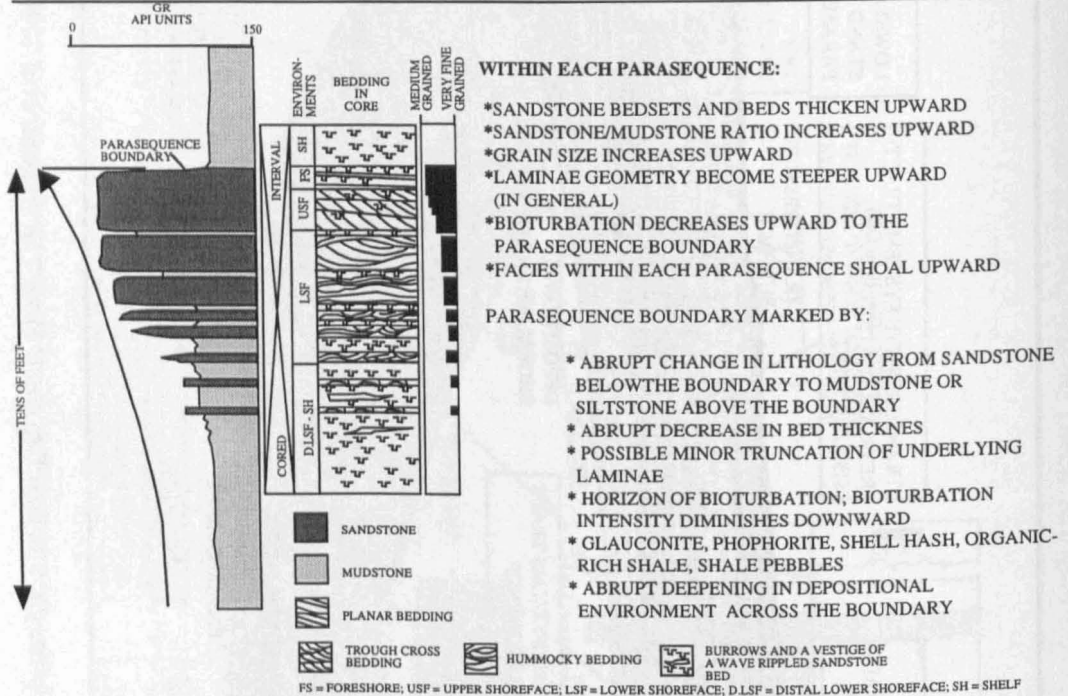 GR
API UNITS
0
150
PARASEQUENCE
BOUNDARY
TENS OF FEET
INTERVAL
CORED
ENVIRON-
MENTS
SH
FS
USF
LSF
D.LSF - SH
BEDDING
IN
CORE
MEDIUM
GRAINED
VERY FINE
GRAINED
SANDSTONE
MUDSTONE
PLANAR BEDDING
TROUGH CROSS
BEDDING
HUMMOCKY BEDDING
BURROWS AND A VESTIGE OF
A WAVE RIPPLED SANDSTONE
BED
FS = FORESHORE; USF = UPPER SHOREFACE; LSF = LOWER SHOREFACE; D.LSF = DISTAL LOWER SHOREFACE; SH = SHELF
WITHIN EACH PARASEQUENCE:
*SANDSTONE BEDSETS AND BEDS THICKEN UPWARD
*SANDSTONE/MUDSTONE RATIO INCREASES UPWARD
*GRAIN SIZE INCREASES UPWARD
*LAMINAE GEOMETRY BECOME STEEPER UPWARD
(IN GENERAL)
*BIOTURBATION DECREASES UPWARD TO THE
PARASEQUENCE BOUNDARY
*FACIES WITHIN EACH PARASEQUENCE SHOAL UPWARD
PARASEQUENCE BOUNDARY MARKED BY:
* ABRUPT CHANGE IN LITHOLOGY FROM SANDSTONE
BELOWTHE BOUNDARY TO MUDSTONE OR
SILTSTONE ABOVE THE BOUNDARY
* ABRUPT DECREASE IN BED THICKNES
* POSSIBLE MINOR TRUNCATION OF UNDERLYING
LAMINAE
* HORIZON OF BIOTURBATION; BIOTURBATION
INTENSITY DIMINISHES DOWNWARD
* GLAUCONITE, PHOPHORITE, SHELL HASH, ORGANIC-
RICH SHALE, SHALE PEBBLES
* ABRUPT DEEPENING IN DEPOSITIONAL
ENVIRONMENT ACROSS THE BOUNDARY